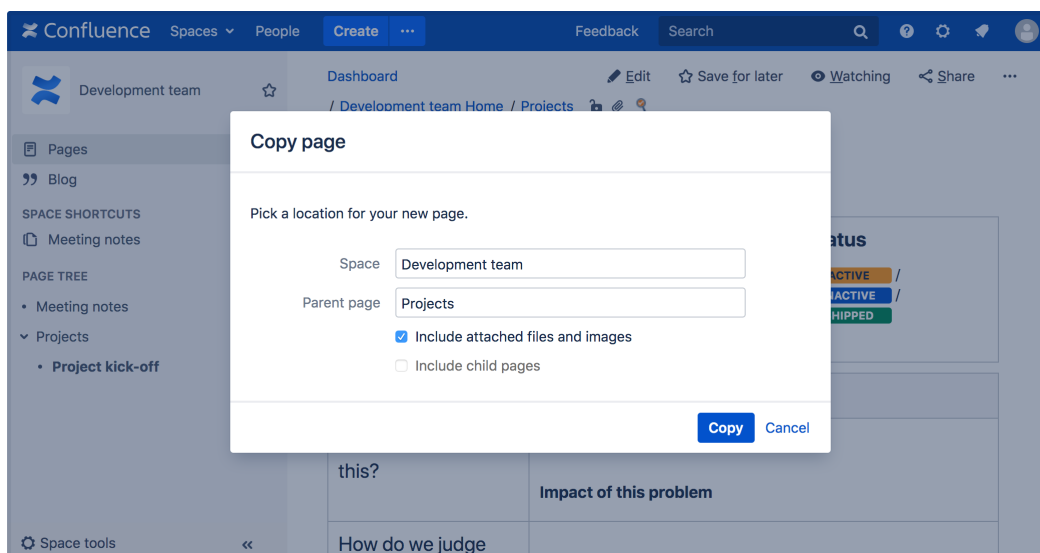 Confluence Spaces People Create ··· Feedback Search
Development team
Dashboard
/ Development team Home / Projects
Edit Save for later Watching Share ···
Pages
Blog
SPACE SHORTCUTS
Meeting notes
PAGE TREE
• Meeting notes
Projects
• Project kick-off
Space tools
Copy page
Pick a location for your new page.
Space Development team
Parent page Projects
Include attached files and images
Include child pages
Copy Cancel
/
/
HIPPED
this?
Impact of this problem
How do we judge